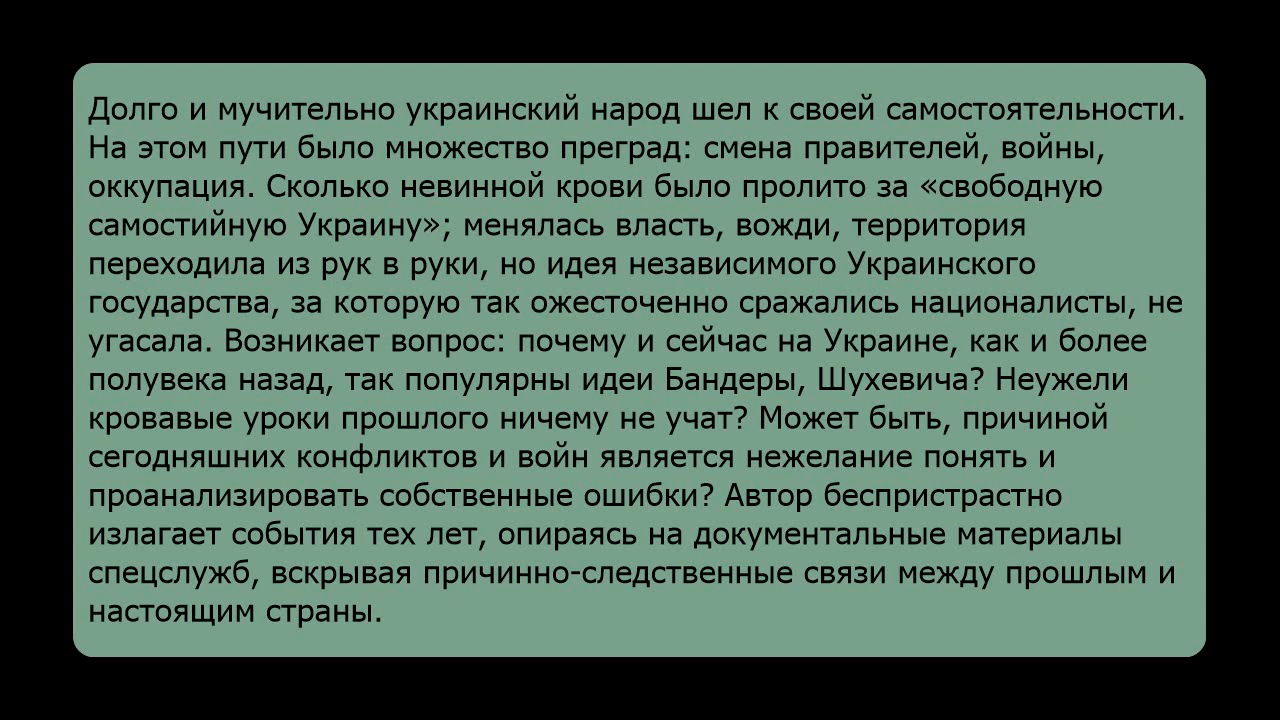 Долго и мучительно украинский народ шел к своей самостоятельности.
На этом пути было множество преград: смена правителей, войны,
оккупация. Сколько невинной крови было пролито за «свободную
самостийную Украину»; менялась власть, вожди, территория
переходила из рук в руки, но идея независимого Украинского
государства, за которую так ожесточенно сражались националисты, не
угасала. Возникает вопрос: почему и сейчас на Украине, как и более
полувека назад, так популярны идеи Бандеры, Шухевича? Неужели
кровавые уроки прошлого ничему не учат? Может быть, причиной
сегодняшних конфликтов и войн является нежелание понять и
проанализировать собственные ошибки? Автор беспристрастно
излагает события тех лет, опираясь на документальные материалы
спецслужб, вскрывая причинно-следственные связи между прошлым и
настоящим страны.